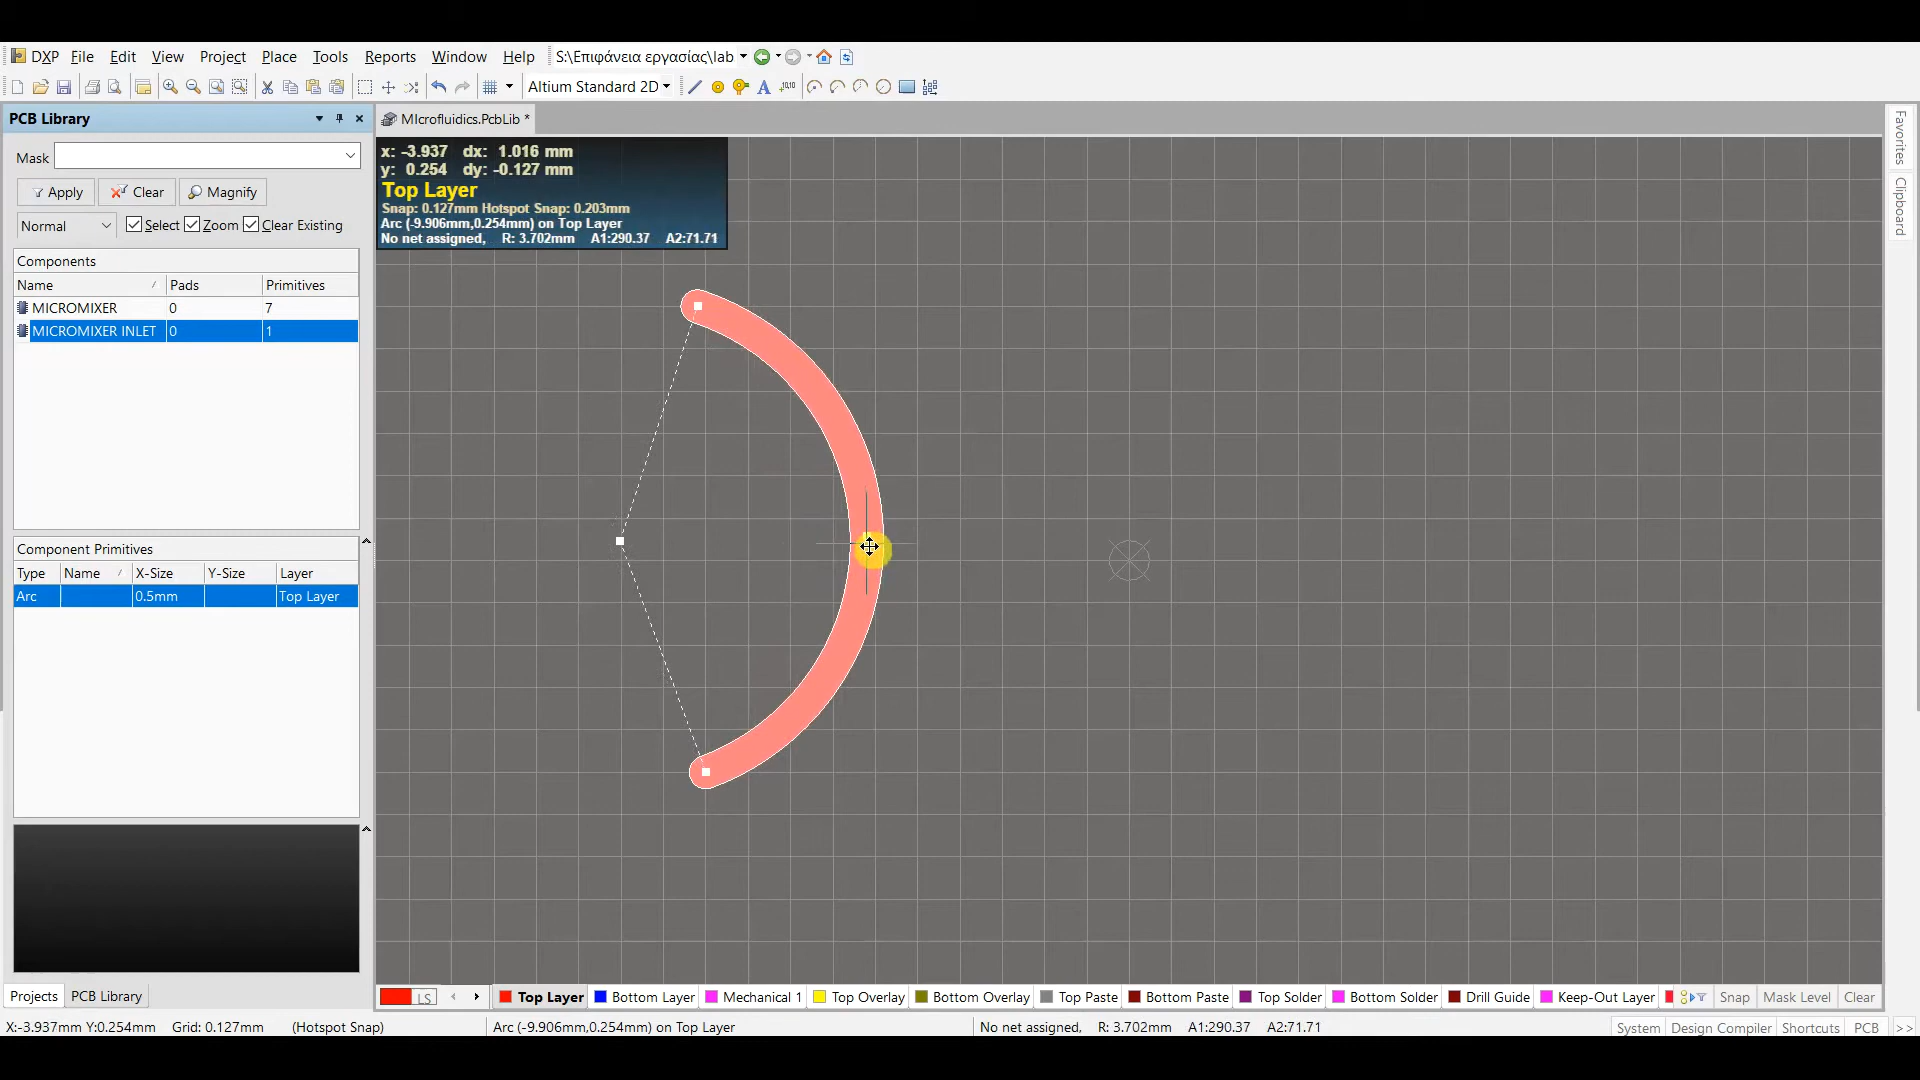 DXP File Edit View Project Place Tools Reports Window Help S:\Επιφάνεια εργασίας\lab
Altium Standard 2D
PCB Library
MIcrofluidics.PcbLib *
Mask
Apply Clear Magnify
Normal Select Zoom Clear Existing
Components
Name Pads Primitives
MICROMIXER 0 7
MICROMIXER INLET 0 1
Component Primitives
Type Name X-Size Y-Size Layer
Arc 0.5mm Top Layer
Projects PCB Library
x: -3.937 dx: 1.016 mm
y: 0.254 dy: -0.127 mm
Top Layer
Snap: 0.127mm Hotspot Snap: 0.203mm
Arc (-9.906mm,0.254mm) on Top Layer
No net assigned, R: 3.702mm A1:290.37 A2:71.71
Favorites
Clipboard
LS Top Layer Bottom Layer Mechanical 1 Top Overlay Bottom Overlay Top Paste Bottom Paste Top Solder Bottom Solder Drill Guide Keep-Out Layer Snap Mask Level Clear
X:-3.937mm Y:0.254mm Grid: 0.127mm (Hotspot Snap) Arc (-9.906mm,0.254mm) on Top Layer No net assigned, R: 3.702mm A1:290.37 A2:71.71 System Design Compiler Shortcuts PCB >>